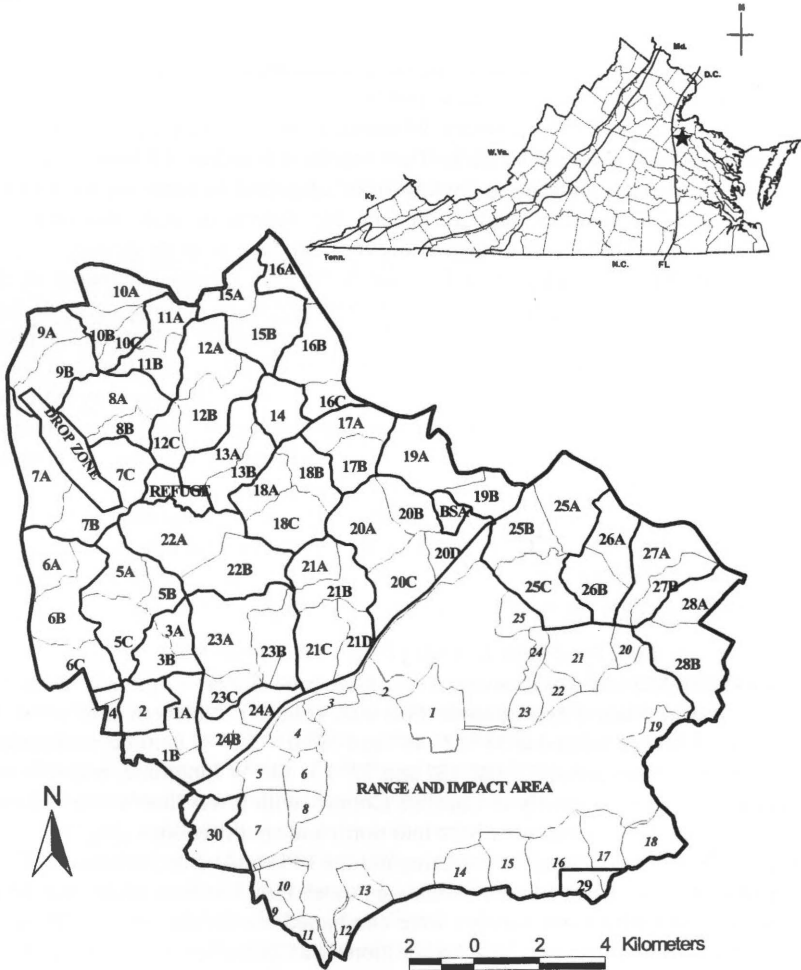 N
Md.
D.C.
W.Va.
Ky.
Tenn.
N.C.
FL
16A
10A
15A
11A
9A
10B
10C
15B
12A
16B
11B
9B
8A
16C
12B
14
17A
8B
DROP ZONE
12C
13A
19A
7A
7C
13B
18B
17B
REFUGE
18A
19B
25A
20B
BSA
7B
18C
20A
25B
22A
26A
20D
27A
6A
5A
21A
22B
20C
25C
26B
27B
5B
21B
28A
6B
3A
25
5C
23A
23B
21C
21D
24
21
20
3B
28B
6C
22
2
23C
24A
3
2
1
23
4
1A
19
24B
4
1B
5
6
RANGE AND IMPACT AREA
N
8
30
7
18
17
16
15
14
29
10
13
9
12
11
2 0 2 4 Kilometers